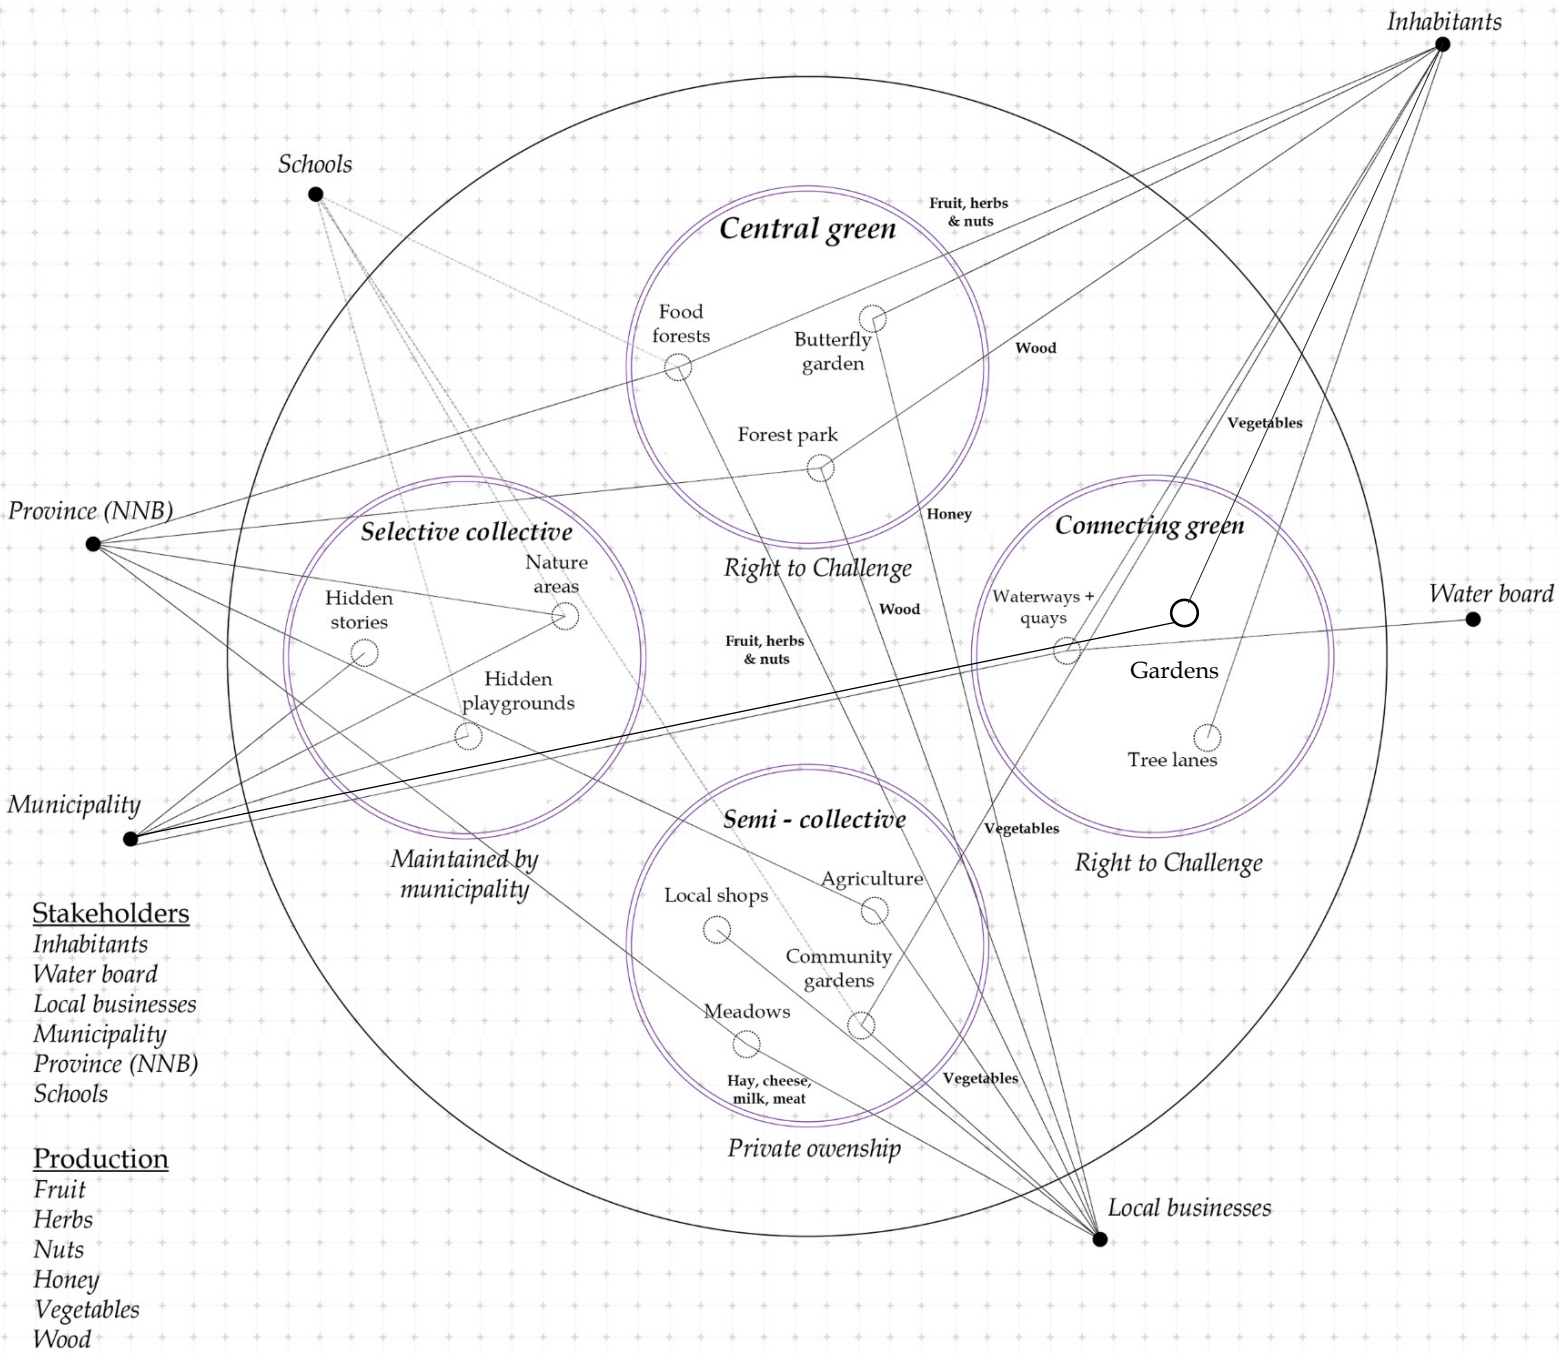 Inhabitants
Schools
Fruit, herbs
& nuts
Central green
Food
forests
Butterfly
garden
Wood
Forest park
Vegetables
Province (NNB)
Selective collective
Honey
Connecting green
Nature
areas
Right to Challenge
Hidden
stories
Waterways +
quays
Water board
Wood
Fruit, herbs
& nuts
Gardens
Hidden
playgrounds
Tree lanes
Municipality
Semi - collective
Vegetables
Maintained by
municipality
Right to Challenge
Agriculture
Local shops
Community
gardens
Meadows
Hay, cheese,
milk, meat
Vegetables
Private owenship
Local businesses
Stakeholders
Inhabitants
Water board
Local businesses
Municipality
Province (NNB)
Schools
Production
Fruit
Herbs
Nuts
Honey
Vegetables
Wood